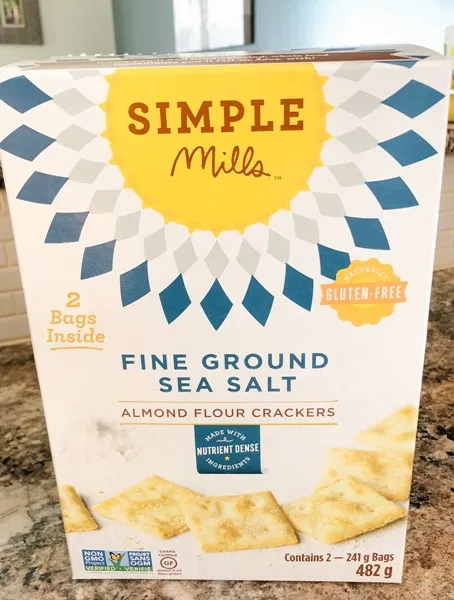 SIMPLE
Mills™
NATURALLY
GLUTEN-FREE
2
Bags
Inside
FINE GROUND
SEA SALT
ALMOND FLOUR CRACKERS
MADE WITH
NUTRIENT DENSE
INGREDIENTS
NON
GMO
Project
VERIFIED
PROJET
SANS
OGM
VÉRIFIÉ
GF
Contains 2 — 241 g Bags
482 g